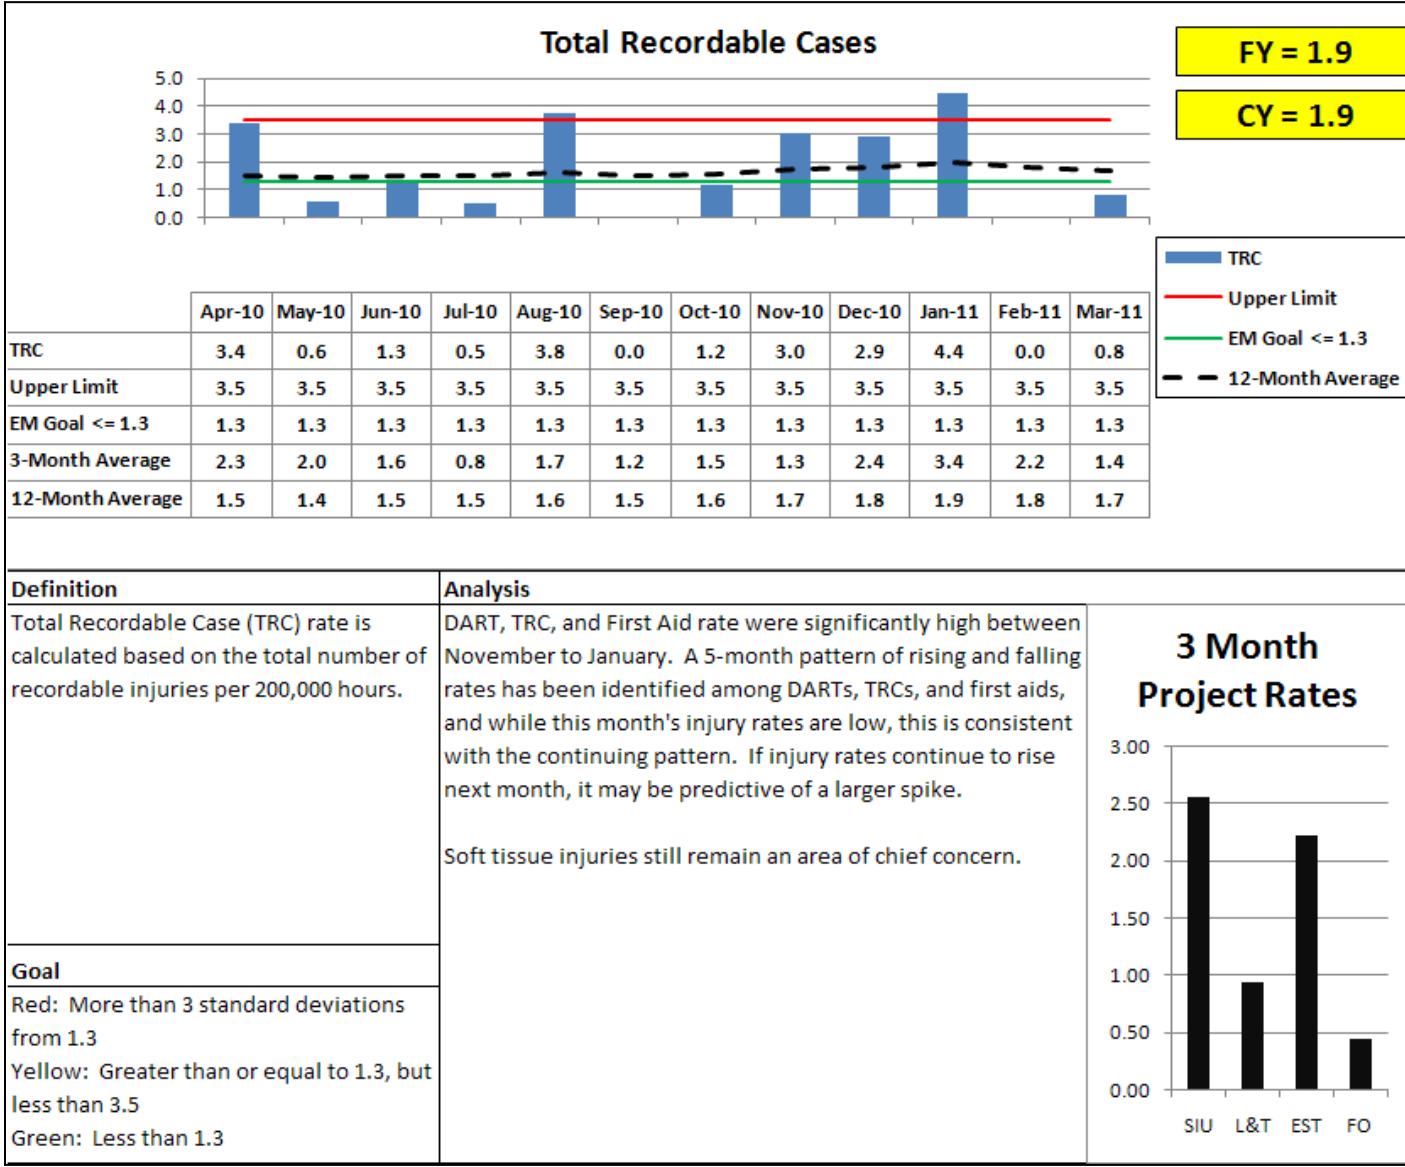 Total Recordable Cases
FY = 1.9
CY = 1.9
5.0
4.0
3.0
2.0
1.0
0.0
TRC
Upper Limit
EM Goal <= 1.3
12-Month Average
Apr-10 May-10 Jun-10 Jul-10 Aug-10 Sep-10 Oct-10 Nov-10 Dec-10 Jan-11 Feb-11 Mar-11
TRC 3.4 0.6 1.3 0.5 3.8 0.0 1.2 3.0 2.9 4.4 0.0 0.8
Upper Limit 3.5 3.5 3.5 3.5 3.5 3.5 3.5 3.5 3.5 3.5 3.5 3.5
EM Goal <= 1.3 1.3 1.3 1.3 1.3 1.3 1.3 1.3 1.3 1.3 1.3 1.3 1.3
3-Month Average 2.3 2.0 1.6 0.8 1.7 1.2 1.5 1.3 2.4 3.4 2.2 1.4
12-Month Average 1.5 1.4 1.5 1.5 1.6 1.5 1.6 1.7 1.8 1.9 1.8 1.7
Definition
Total Recordable Case (TRC) rate is
calculated based on the total number of
recordable injuries per 200,000 hours.
Goal
Red: More than 3 standard deviations
from 1.3
Yellow: Greater than or equal to 1.3, but
less than 3.5
Green: Less than 1.3
Analysis
DART, TRC, and First Aid rate were significantly high between
November to January. A 5-month pattern of rising and falling
rates has been identified among DARTs, TRCs, and first aids,
and while this month's injury rates are low, this is consistent
with the continuing pattern. If injury rates continue to rise
next month, it may be predictive of a larger spike.
Soft tissue injuries still remain an area of chief concern.
3 Month
Project Rates
3.00
2.50
2.00
1.50
1.00
0.50
0.00
SIU L&T EST FO